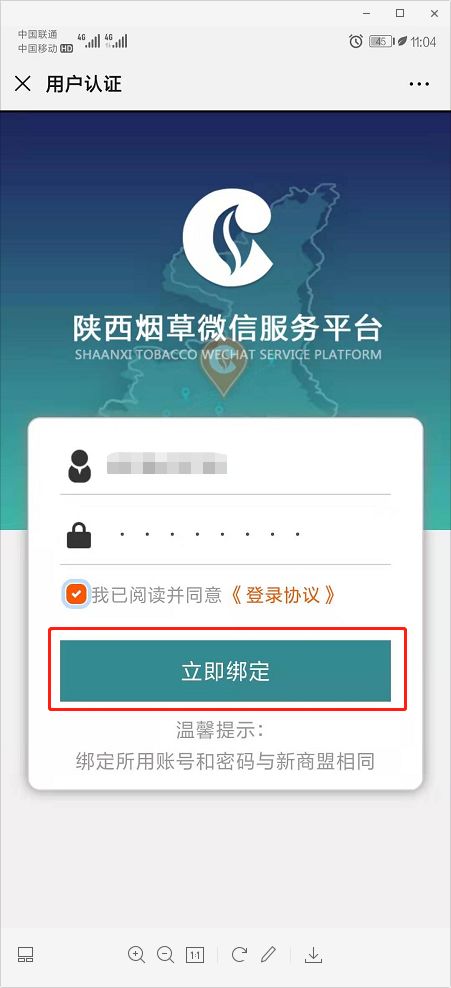 中国联通
中国移动 HD
4G 4G
45
11:04
用户认证
陕西烟草微信服务平台
SHAANXI TOBACCO WECHAT SERVICE PLATFORM
我已阅读并同意《登录协议》
立即绑定
温馨提示：
绑定所用账号和密码与新商盟相同
1:1